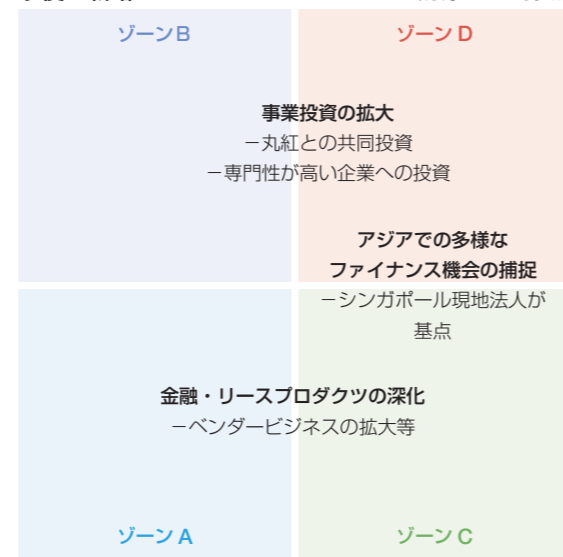 ゾーンB
ゾーン D
事業投資の拡大
－丸紅との共同投資
－専門性が高い企業への投資
アジアでの多様な
ファイナンス機会の捕捉
－シンガポール現地法人が
基点
金融・リースプロダクツの深化
－ベンダービジネスの拡大等
ゾーン A
ゾーン C